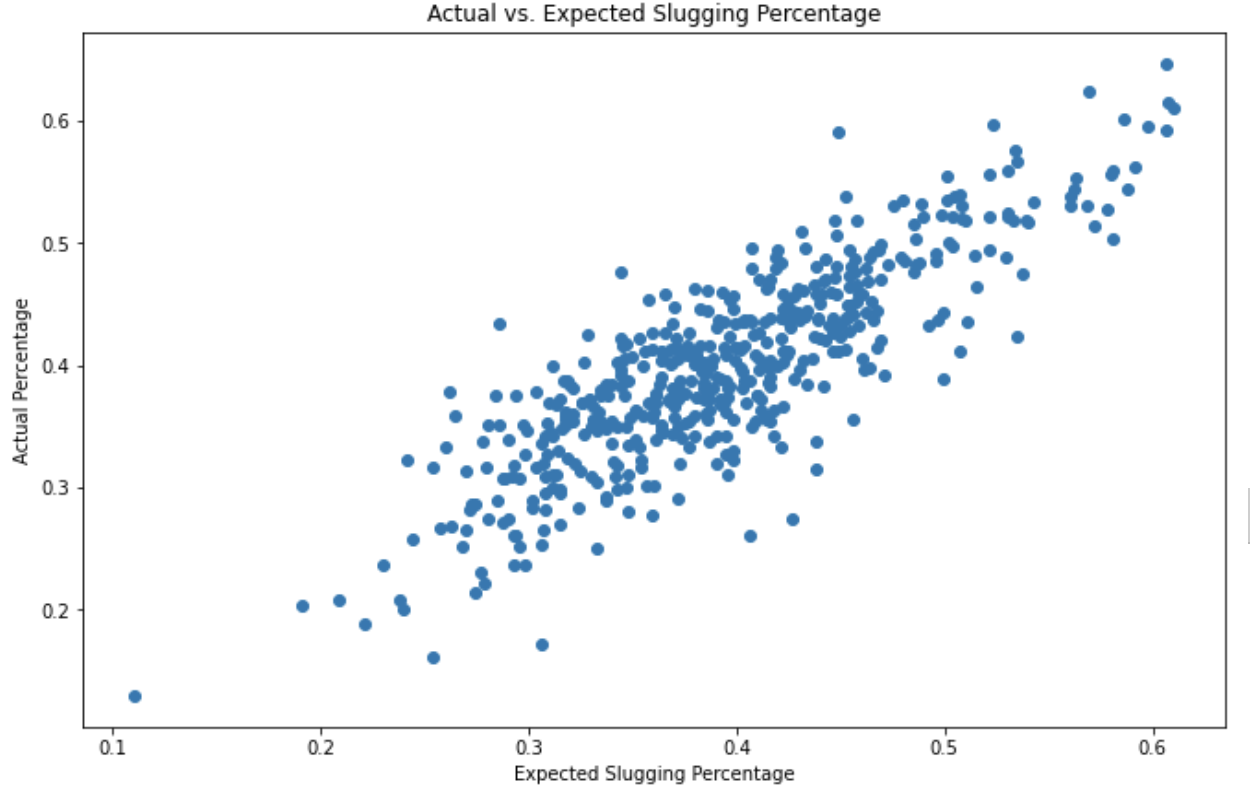 Actual vs. Expected Slugging Percentage
Actual Percentage
0.6
0.5
0.4
0.3
0.2
0.1 0.2 0.3 0.4 0.5 0.6
Expected Slugging Percentage